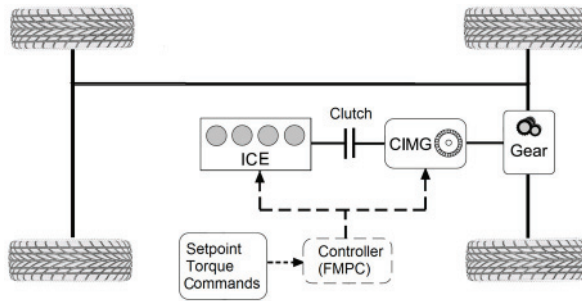 Clutch
ICE
CIMG
Gear
Setpoint
Torque
Commands
Controller
(FMPC)